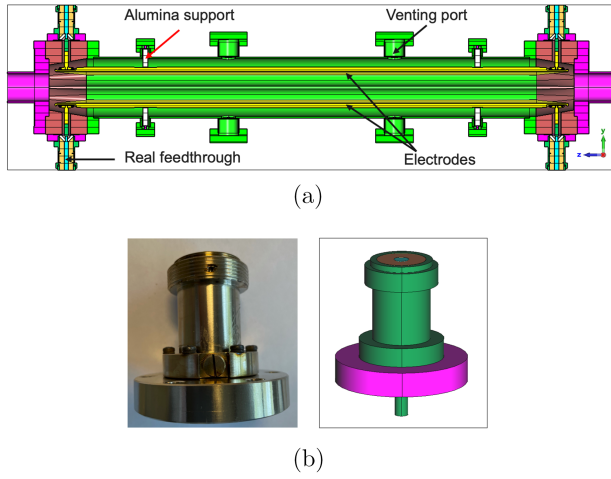 Alumina support
Venting port
Real feedthrough
Electrodes
y
z
(a)
(b)